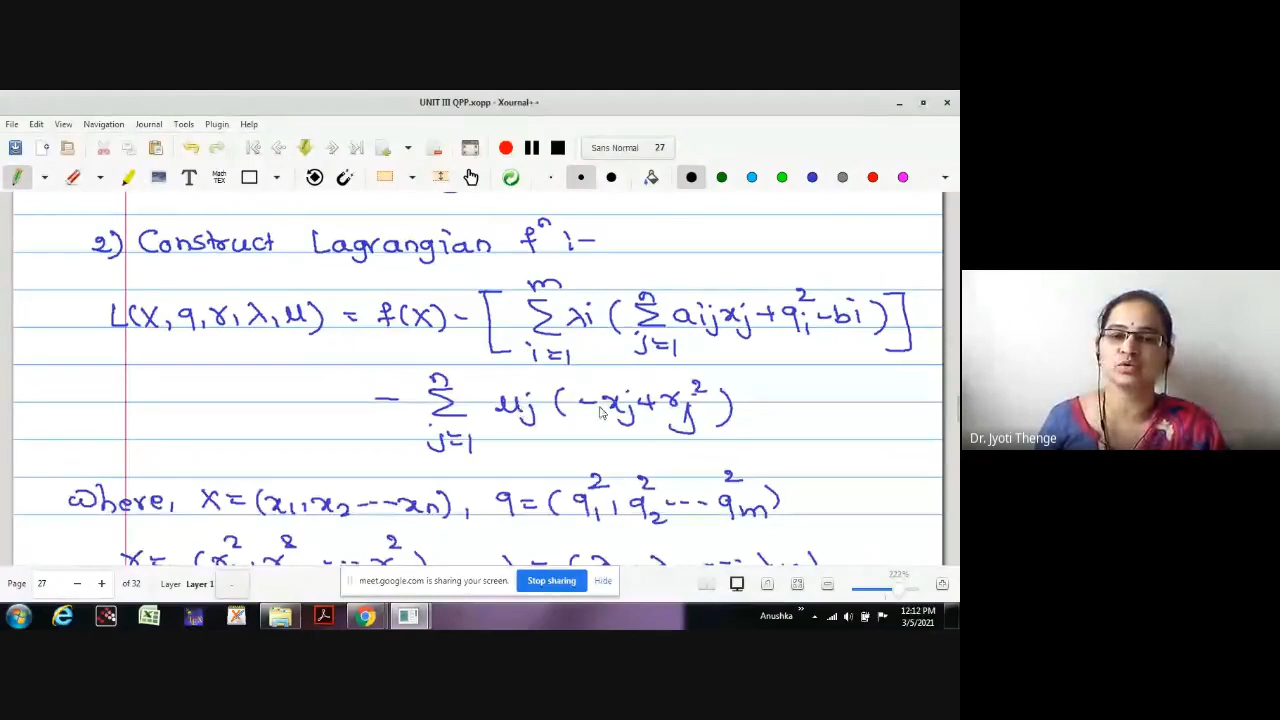 UNIT III QPP.xopp - Xournal++
File Edit View Navigation Journal Tools Plugin Help
Sans Normal 27
T Math TEX
2) Construct Lagrangian fⁿ :-
L(X, q, r, λ, μ) = f(X) - [ m Σ i=1 λi ( n Σ j=1 aij xj + qi² - bi ) ]
- n Σ j=1 μj ( -xj + rj² )
where, X = (x1, x2 --- xn), q = ( q1², q2² --- qm² )
Page 27 of 32 Layer Layer 1
meet.google.com is sharing your screen. Stop sharing Hide
222%
Anushka
12:12 PM
3/5/2021
Dr. Jyoti Thenge